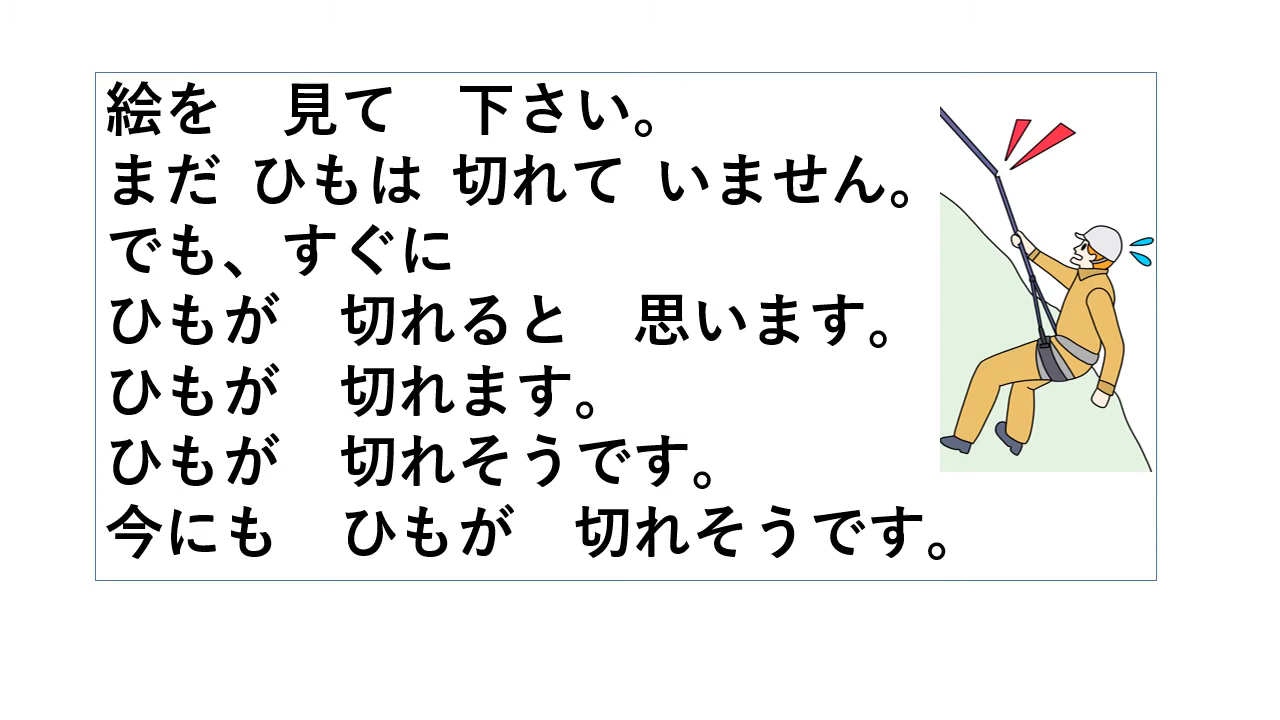 絵を　見て　下さい。
まだ ひもは 切れて いません。
でも、すぐに
ひもが　切れると　思います。
ひもが　切れます。
ひもが　切れそうです。
今にも　ひもが　切れそうです。